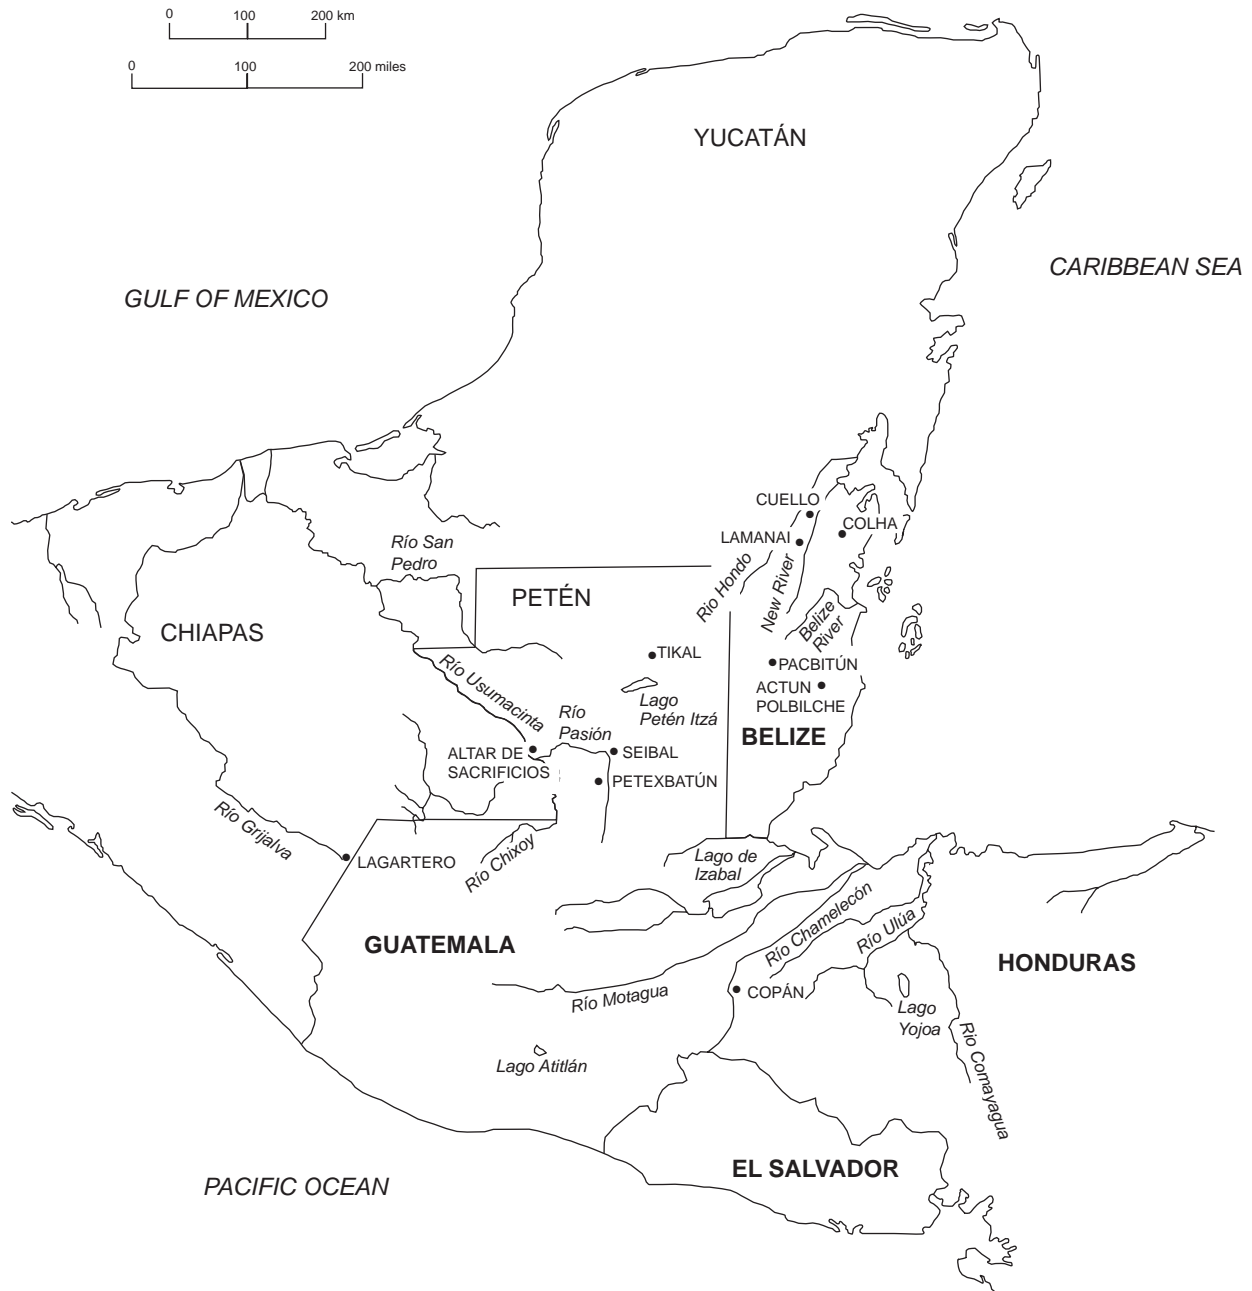 0 100 200 km
0 100 200 miles
YUCATÁN
CARIBBEAN SEA
GULF OF MEXICO
CUELLO
COLHA
LAMANAI
Río San
Pedro
Rio Hondo
New River
PETÉN
Belize
River
CHIAPAS
TIKAL
PACBITÚN
Río Usumacinta
ACTUN
POLBILCHE
Lago
Petén Itzá
Río
Pasión
BELIZE
ALTAR DE
SACRIFICIOS
SEIBAL
PETEXBATÚN
Río Grijalva
LAGARTERO
Río Chixoy
Lago de
Izabal
GUATEMALA
Río Chamelecón
Río Ulúa
HONDURAS
Río Motagua
COPÁN
Lago
Yojoa
Rio Comayagua
Lago Atitlán
EL SALVADOR
PACIFIC OCEAN